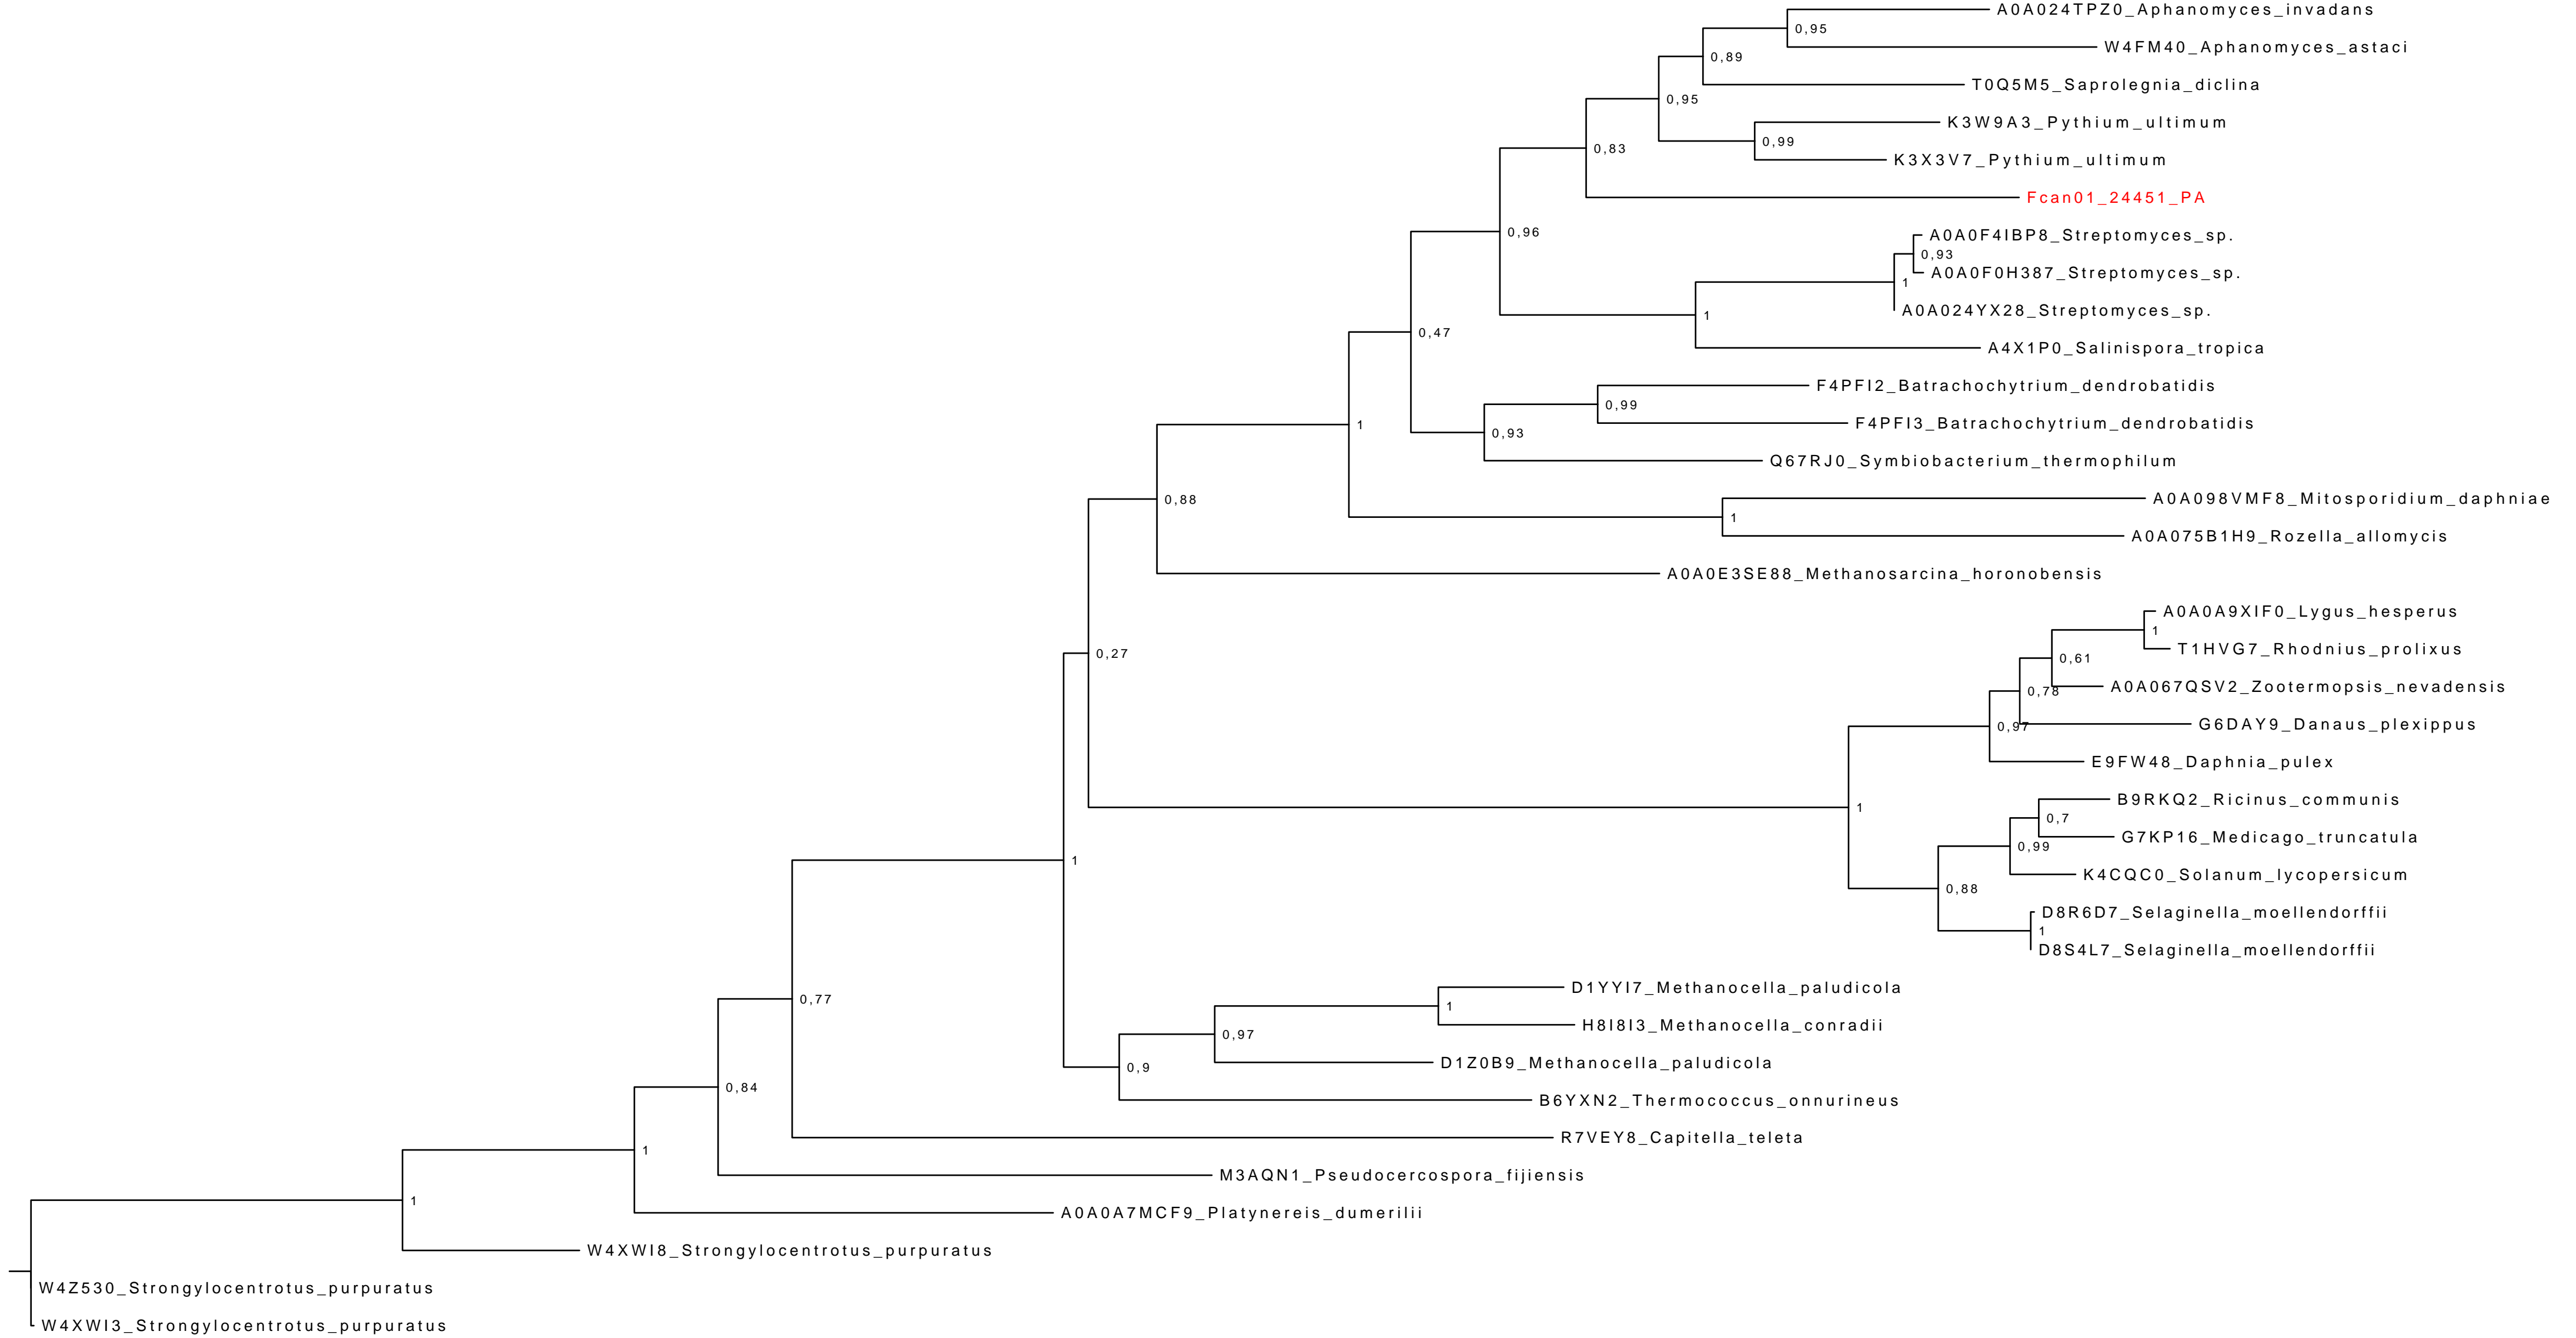 A0A024TPZ0_Aphanomyces_invadans
0,95
W4FM40_Aphanomyces_astaci
0,89
T0Q5M5_Saprolegnia_diclina
0,95
K3W9A3_Pythium_ultimum
0,99
K3X3V7_Pythium_ultimum
0,83
Fcan01_24451_PA
0,96
A0A0F4IBP8_Streptomyces_sp.
0,93
A0A0F0H387_Streptomyces_sp.
1
A0A024YX28_Streptomyces_sp.
1
A4X1P0_Salinispora_tropica
0,47
F4PFI2_Batrachochytrium_dendrobatidis
0,99
F4PFI3_Batrachochytrium_dendrobatidis
0,93
Q67RJ0_Symbiobacterium_thermophilum
1
A0A098VMF8_Mitosporidium_daphniae
1
A0A075B1H9_Rozella_allomycis
0,88
A0A0E3SE88_Methanosarcina_horonobensis
0,27
A0A0A9XIF0_Lygus_hesperus
1
T1HVG7_Rhodnius_prolixus
0,61
A0A067QSV2_Zootermopsis_nevadensis
0,78
G6DAY9_Danaus_plexippus
0,97
E9FW48_Daphnia_pulex
1
B9RKQ2_Ricinus_communis
0,7
G7KP16_Medicago_truncatula
0,99
K4CQC0_Solanum_lycopersicum
0,88
D8R6D7_Selaginella_moellendorffii
1
D8S4L7_Selaginella_moellendorffii
1
D1YYI7_Methanocella_paludicola
1
H8I8I3_Methanocella_conradii
0,97
D1Z0B9_Methanocella_paludicola
0,9
B6YXN2_Thermococcus_onnurineus
0,77
R7VEY8_Capitella_teleta
0,84
M3AQN1_Pseudocercospora_fijiensis
1
A0A0A7MCF9_Platynereis_dumerilii
1
W4XWI8_Strongylocentrotus_purpuratus
W4Z530_Strongylocentrotus_purpuratus
W4XWI3_Strongylocentrotus_purpuratus